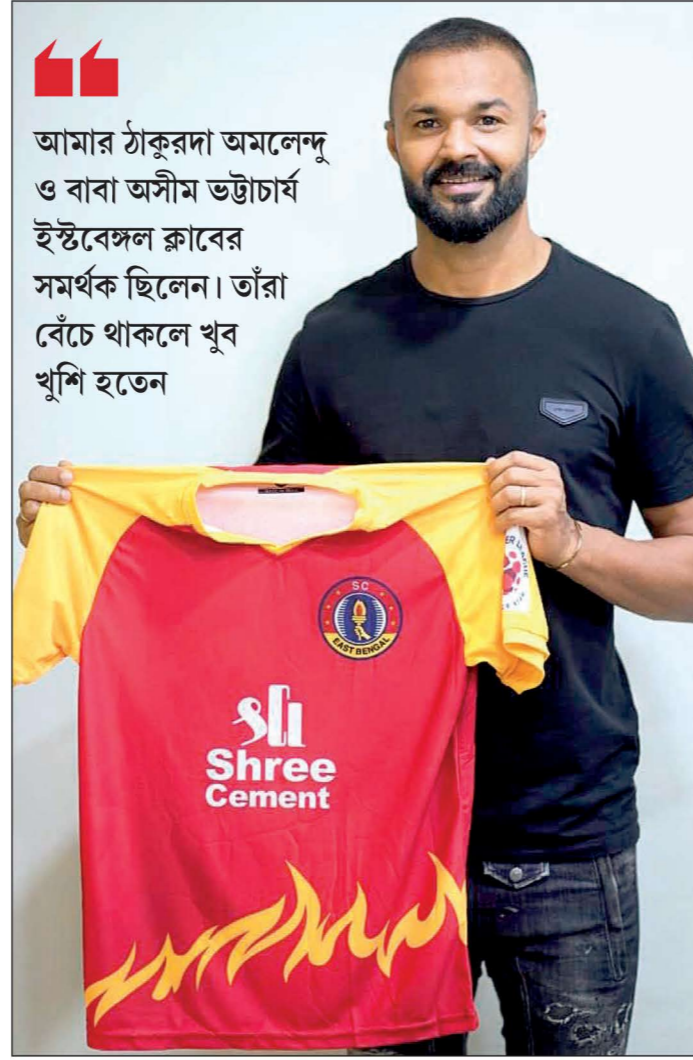 আমার ঠাকুরদা অমলেন্দু
ও বাবা অসীম ভট্টাচার্য
ইস্টবেঙ্গল ক্লাবের
সমর্থক ছিলেন। তাঁরা
বেঁচে থাকলে খুব
খুশি হতেন
SC
EAST BENGAL
Shree
Cement